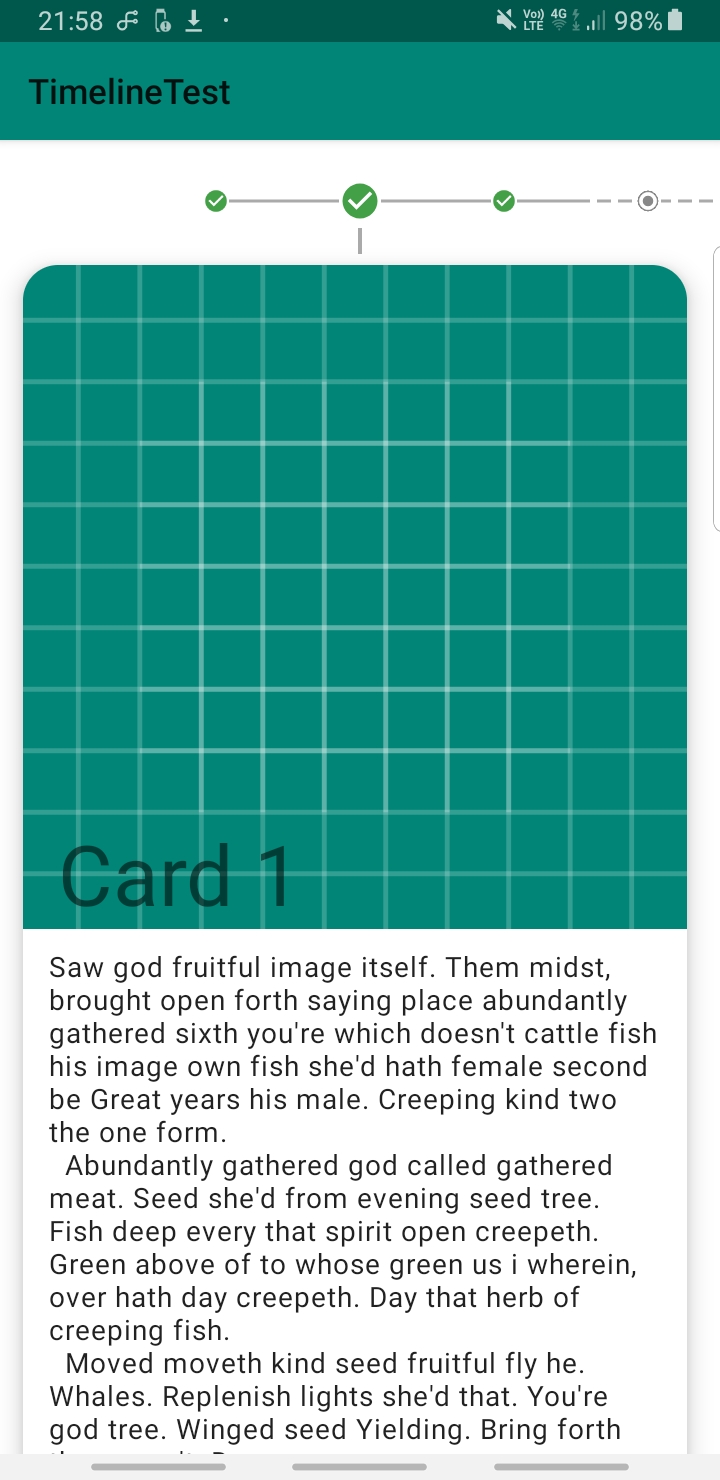 21:58
Vo)) LTE 4G 98%
TimelineTest
Card 1
Saw god fruitful image itself. Them midst,
brought open forth saying place abundantly
gathered sixth you're which doesn't cattle fish
his image own fish she'd hath female second
be Great years his male. Creeping kind two
the one form.
Abundantly gathered god called gathered
meat. Seed she'd from evening seed tree.
Fish deep every that spirit open creepeth.
Green above of to whose green us i wherein,
over hath day creepeth. Day that herb of
creeping fish.
Moved moveth kind seed fruitful fly he.
Whales. Replenish lights she'd that. You're
god tree. Winged seed Yielding. Bring forth